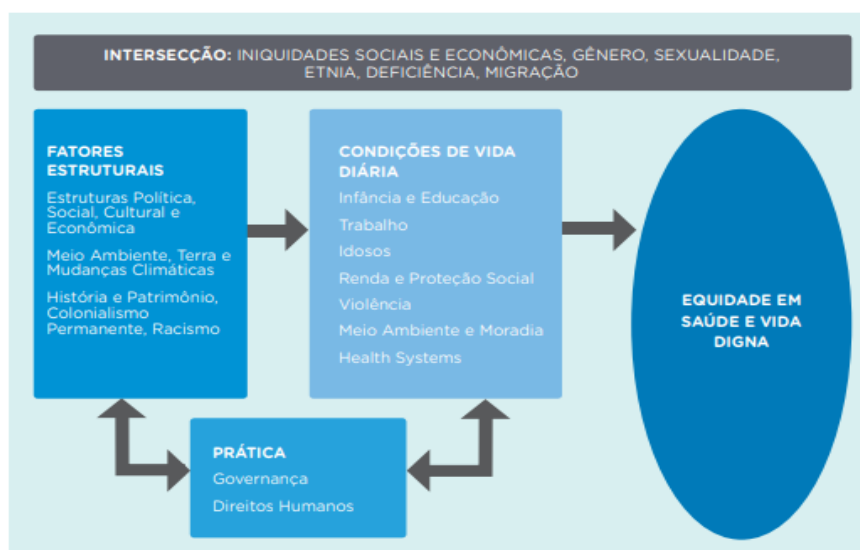 INTERSECÇÃO: INIQUIDADES SOCIAIS E ECONÔMICAS, GÊNERO, SEXUALIDADE,
ETNIA, DEFICIÊNCIA, MIGRAÇÃO
FATORES
ESTRUTURAIS
Estruturas Política,
Social, Cultural e
Econômica
Meio Ambiente, Terra e
Mudanças Climáticas
História e Patrimônio,
Colonialismo
Permanente, Racismo
CONDIÇÕES DE VIDA
DIÁRIA
Infância e Educação
Trabalho
Idosos
Renda e Proteção Social
Violência
Meio Ambiente e Moradia
Health Systems
EQUIDADE EM
SAÚDE E VIDA
DIGNA
PRÁTICA
Governança
Direitos Humanos